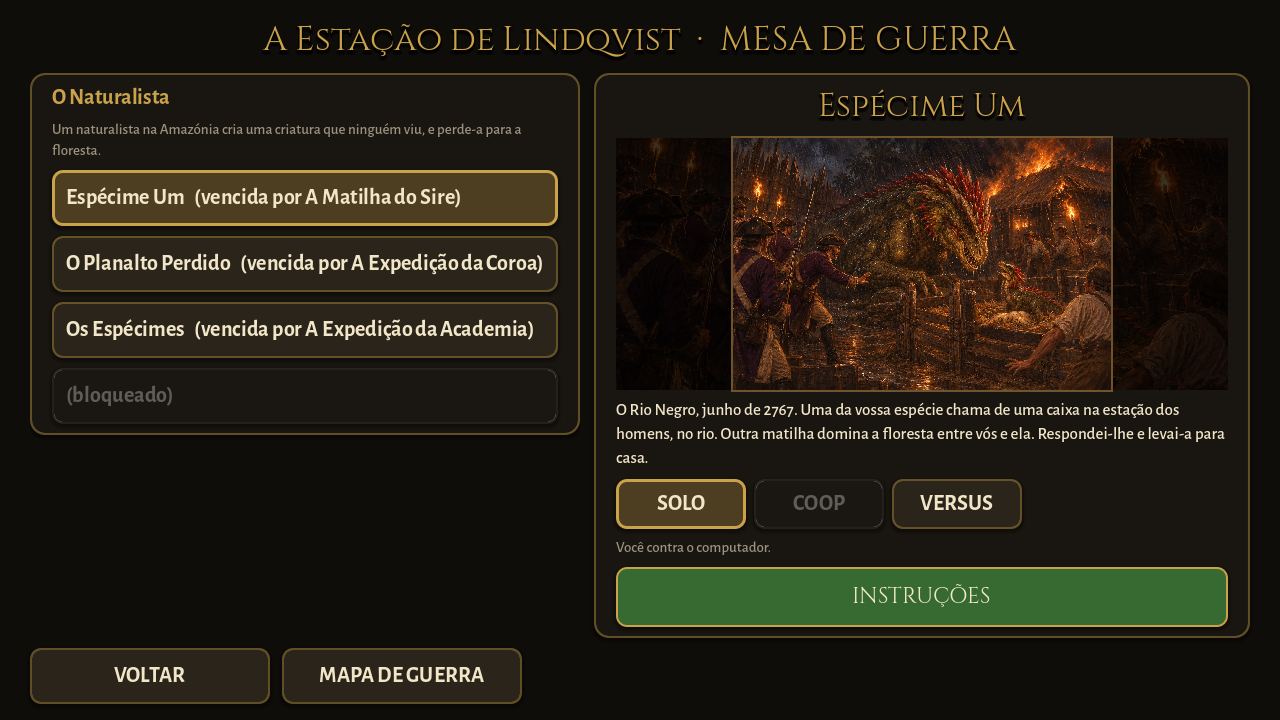 A Estação de Lindqvist · MESA DE GUERRA
O Naturalista
Um naturalista na Amazónia cria uma criatura que ninguém viu, e perde-a para a
floresta.
Espécime Um (vencida por A Matilha do Sire)
O Planalto Perdido (vencida por A Expedição da Coroa)
Os Espécimes (vencida por A Expedição da Academia)
(bloqueado)
Espécime Um
O Rio Negro, junho de 2767. Uma da vossa espécie chama de uma caixa na estação dos
homens, no rio. Outra matilha domina a floresta entre vós e ela. Respondei-lhe e levai-a para
casa.
SOLO
COOP
VERSUS
Você contra o computador.
INSTRUÇÕES
VOLTAR
MAPA DE GUERRA